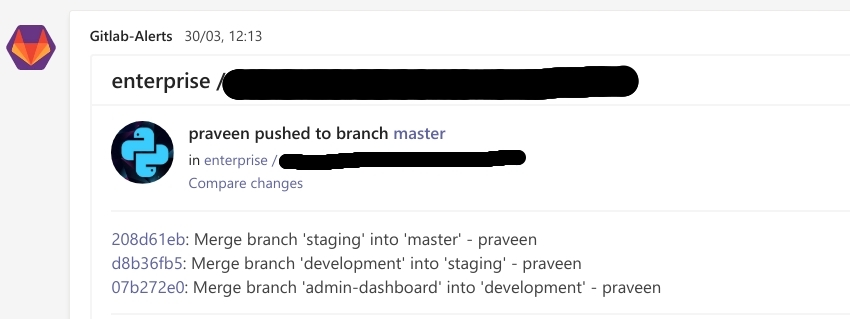 Gitlab-Alerts 30/03, 12:13
enterprise /
praveen pushed to branch master
in enterprise /
Compare changes
208d61eb: Merge branch 'staging' into 'master' - praveen
d8b36fb5: Merge branch 'development' into 'staging' - praveen
07b272e0: Merge branch 'admin-dashboard' into 'development' - praveen